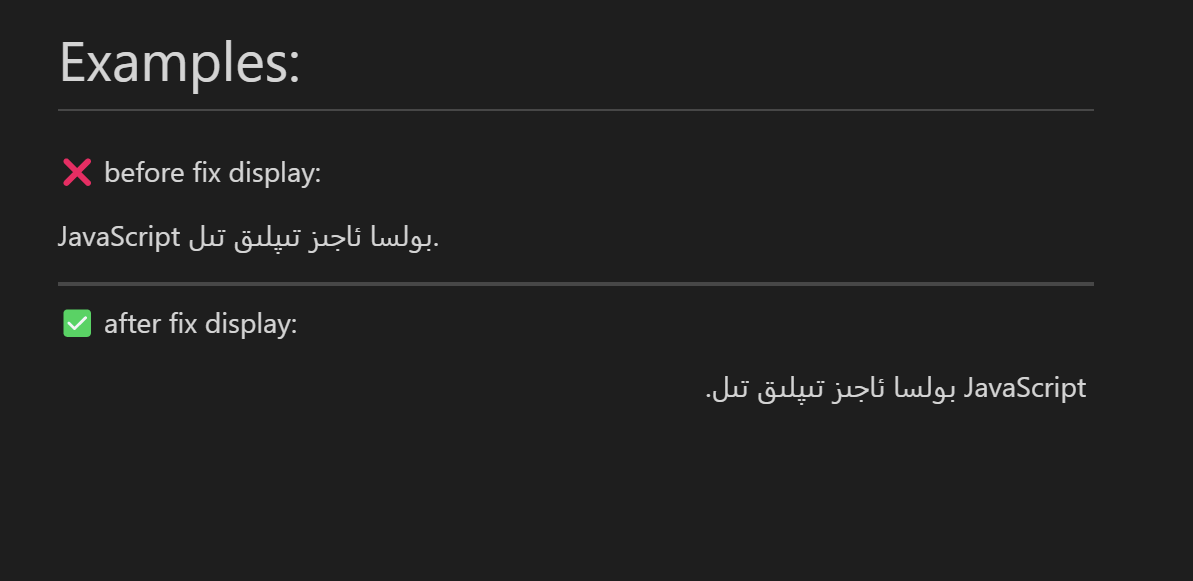 Examples:
❌ before fix display:
JavaScript بولسا ئاجىز تىپلىق تىل.
✅ after fix display:
JavaScript بولسا ئاجىز تىپلىق تىل.